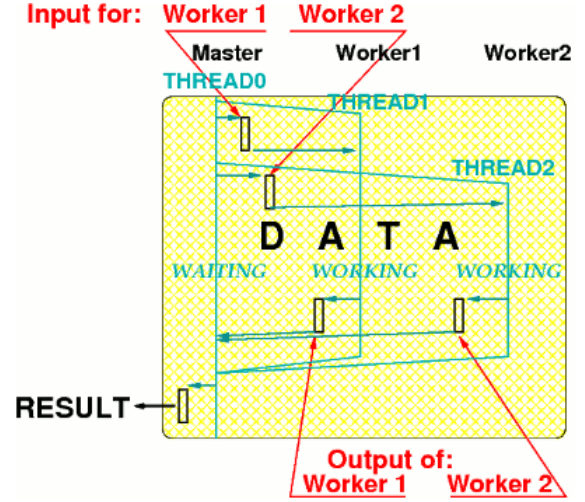 Input for: Worker 1 Worker 2
Master Worker1 Worker2
THREAD0
THREAD1
THREAD2
D A T A
WAITING WORKING WORKING
RESULT
Output of:
Worker 1 Worker 2